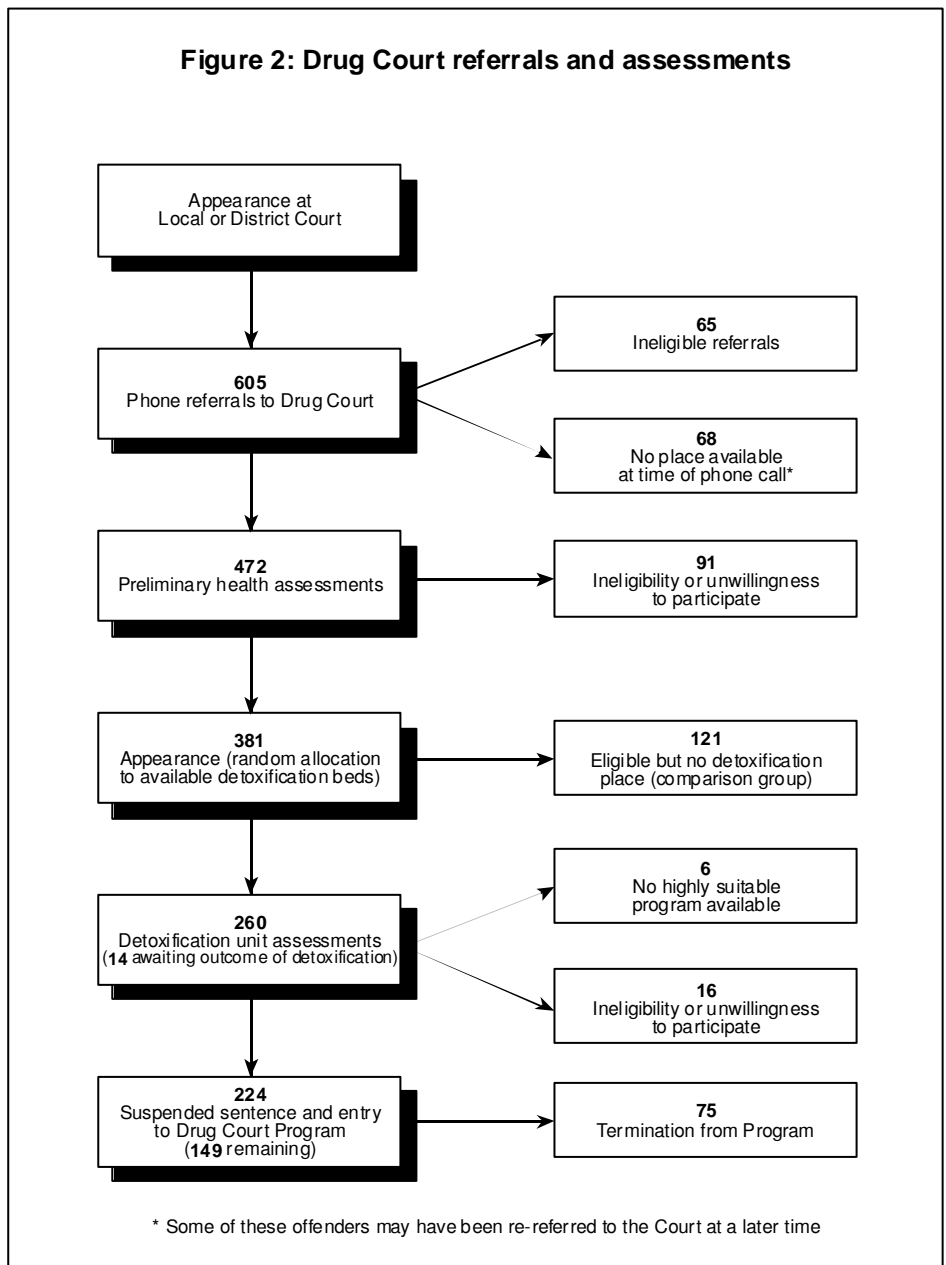 Figure 2: Drug Court referrals and assessments
Appearance at
Local or District Court
605
Phone referrals to Drug Court
65
Ineligible referrals
68
No place available
at time of phone call*
472
Preliminary health assessments
91
Ineligibility or unwillingness
to participate
381
Appearance (random allocation
to available detoxification beds)
121
Eligible but no detoxification
place (comparison group)
260
Detoxification unit assessments
(14 awaiting outcome of detoxification)
6
No highly suitable
program available
16
Ineligibility or unwillingness
to participate
224
Suspended sentence and entry
to Drug Court Program
(149 remaining)
75
Termination from Program
* Some of these offenders may have been re-referred to the Court at a later time